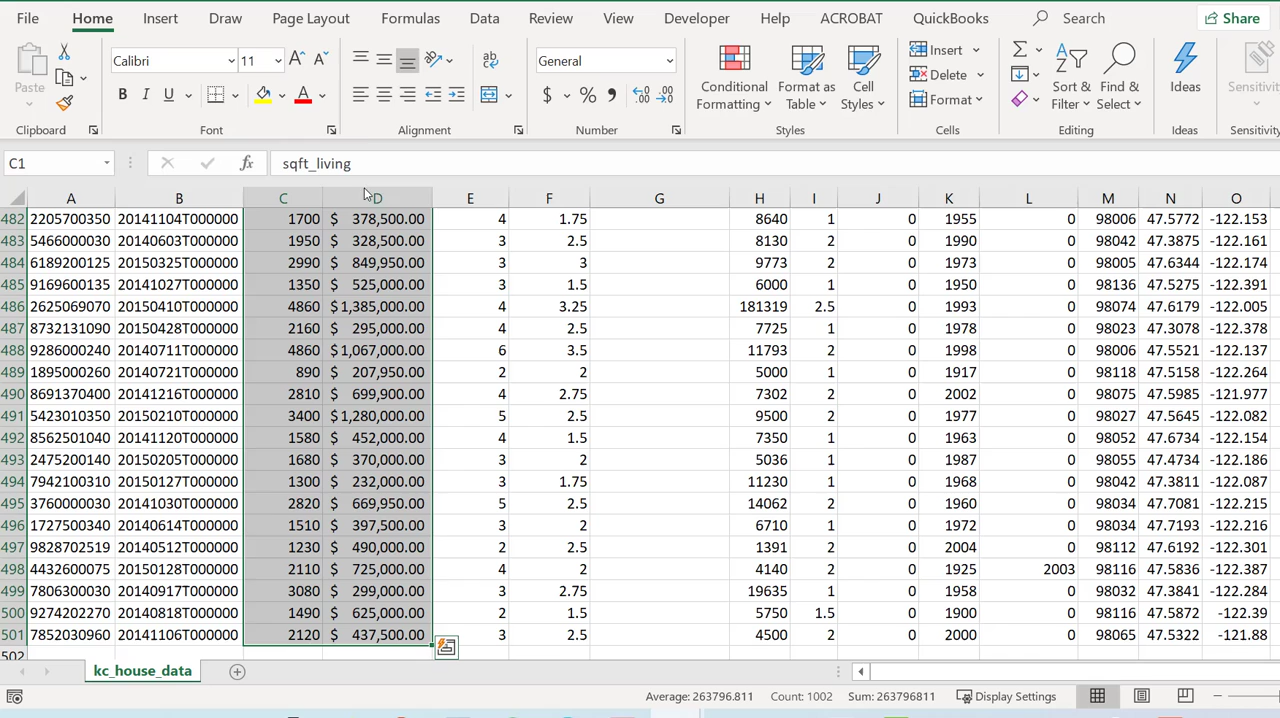 File Home Insert Draw Page Layout Formulas Data Review View Developer Help ACROBAT QuickBooks Search Share
Paste Calibri 11 B I U A General $ % Conditional Formatting Format as Table Cell Styles Insert Delete Format Sort & Filter Find & Select Ideas Sensitivity
Clipboard Font Alignment Number Styles Cells Editing Ideas Sensitivity
C1 fx sqft_living
A B C D E F G H I J K L M N O
482 2205700350 20141104T000000 1700 $ 378,500.00 4 1.75 8640 1 0 1955 0 98006 47.5772 -122.153
483 5466000030 20140603T000000 1950 $ 328,500.00 3 2.5 8130 2 0 1990 0 98042 47.3875 -122.161
484 6189200125 20150325T000000 2990 $ 849,950.00 3 3 9773 2 0 1973 0 98005 47.6344 -122.174
485 9169600135 20141027T000000 1350 $ 525,000.00 3 1.5 6000 1 0 1950 0 98136 47.5275 -122.391
486 2625069070 20150410T000000 4860 $ 1,385,000.00 4 3.25 181319 2.5 0 1993 0 98074 47.6179 -122.005
487 8732131090 20150428T000000 2160 $ 295,000.00 4 2.5 7725 1 0 1978 0 98023 47.3078 -122.378
488 9286000240 20140711T000000 4860 $ 1,067,000.00 6 3.5 11793 2 0 1998 0 98006 47.5521 -122.137
489 1895000260 20140721T000000 890 $ 207,950.00 2 2 5000 1 0 1917 0 98118 47.5158 -122.264
490 8691370400 20141216T000000 2810 $ 699,900.00 4 2.75 7302 2 0 2002 0 98075 47.5985 -121.977
491 5423010350 20150210T000000 3400 $ 1,280,000.00 5 2.5 9500 2 0 1977 0 98027 47.5645 -122.082
492 8562501040 20141120T000000 1580 $ 452,000.00 4 1.5 7350 1 0 1963 0 98052 47.6734 -122.154
493 2475200140 20150205T000000 1680 $ 370,000.00 3 2 5036 1 0 1987 0 98055 47.4734 -122.186
494 7942100310 20150127T000000 1300 $ 232,000.00 3 1.75 11230 1 0 1968 0 98042 47.3811 -122.087
495 3760000030 20141030T000000 2820 $ 669,950.00 5 2.5 14062 2 0 1960 0 98034 47.7081 -122.215
496 1727500340 20140614T000000 1510 $ 397,500.00 3 2 6710 1 0 1972 0 98034 47.7193 -122.216
497 9828702519 20140512T000000 1230 $ 490,000.00 2 2.5 1391 2 0 2004 0 98112 47.6192 -122.301
498 4432600075 20150128T000000 2110 $ 725,000.00 4 2 4140 2 0 1925 2003 98116 47.5836 -122.387
499 7806300030 20140917T000000 3080 $ 299,000.00 3 2.75 19635 1 0 1958 0 98032 47.3841 -122.284
500 9274202270 20140818T000000 1490 $ 625,000.00 2 1.5 5750 1.5 0 1900 0 98116 47.5872 -122.39
501 7852030960 20141106T000000 2120 $ 437,500.00 3 2.5 4500 2 0 2000 0 98065 47.5322 -121.88
502
kc_house_data
Average: 263796.811 Count: 1002 Sum: 263796811 Display Settings